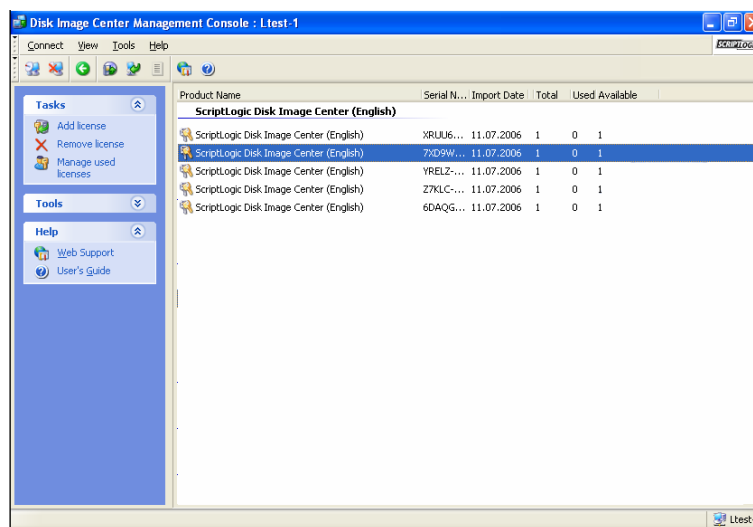 Disk Image Center Management Console : Ltest-1
Connect View Tools Help
SCRIPTLOGIC
Product Name Serial N... Import Date Total Used Available
ScriptLogic Disk Image Center (English)
ScriptLogic Disk Image Center (English) XRUU6... 11.07.2006 1 0 1
ScriptLogic Disk Image Center (English) 7XD9W... 11.07.2006 1 0 1
ScriptLogic Disk Image Center (English) YRELZ-... 11.07.2006 1 0 1
ScriptLogic Disk Image Center (English) Z7KLC-... 11.07.2006 1 0 1
ScriptLogic Disk Image Center (English) 6DAQG... 11.07.2006 1 0 1
Tasks
Add license
Remove license
Manage used
licenses
Tools
Help
Web Support
User's Guide